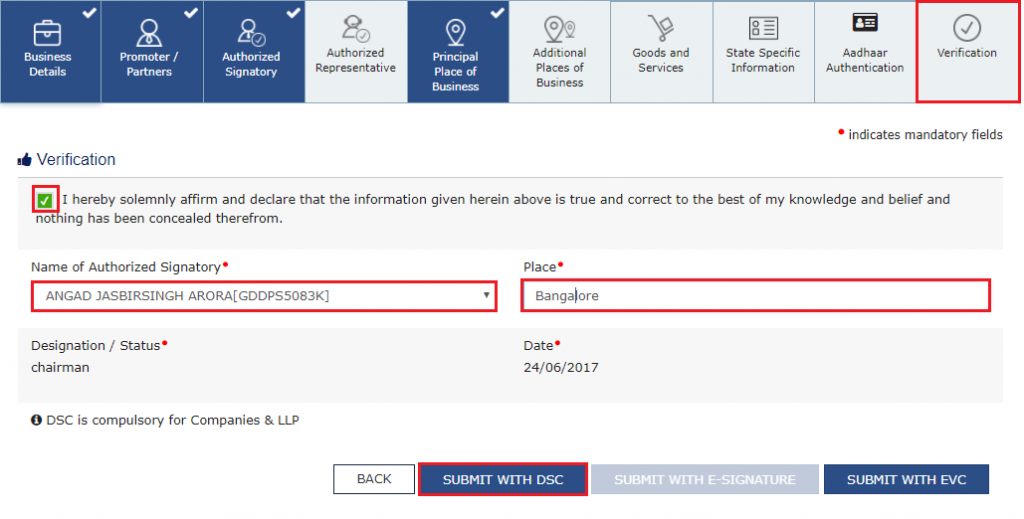 Business
Details
Promoter /
Partners
Authorized
Signatory
Authorized
Representative
Principal
Place of
Business
Additional
Places of
Business
Goods and
Services
State Specific
Information
Aadhaar
Authentication
Verification
• indicates mandatory fields
Verification
I hereby solemnly affirm and declare that the information given herein above is true and correct to the best of my knowledge and belief and
nothing has been concealed therefrom.
Name of Authorized Signatory•
Place•
ANGAD JASBIRSINGH ARORA[GDDPS5083K]
Bangalore
Designation / Status•
Date•
chairman
24/06/2017
DSC is compulsory for Companies & LLP
BACK
SUBMIT WITH DSC
SUBMIT WITH E-SIGNATURE
SUBMIT WITH EVC